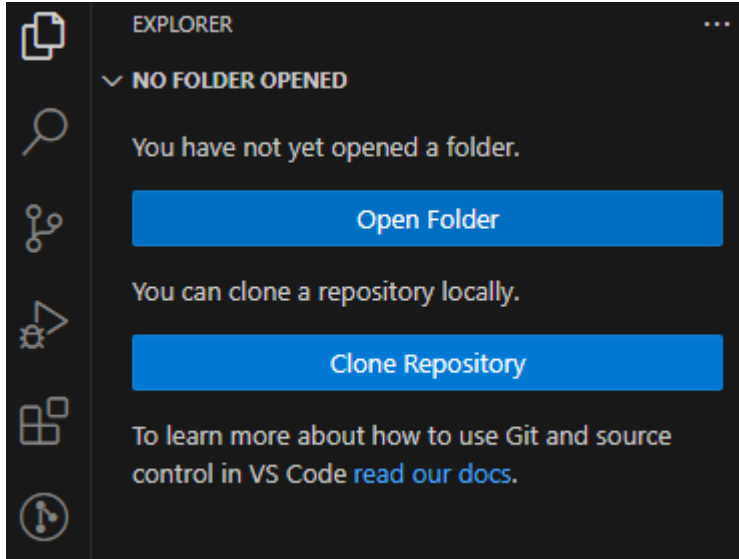 EXPLORER
NO FOLDER OPENED
You have not yet opened a folder.
Open Folder
You can clone a repository locally.
Clone Repository
To learn more about how to use Git and source
control in VS Code read our docs.